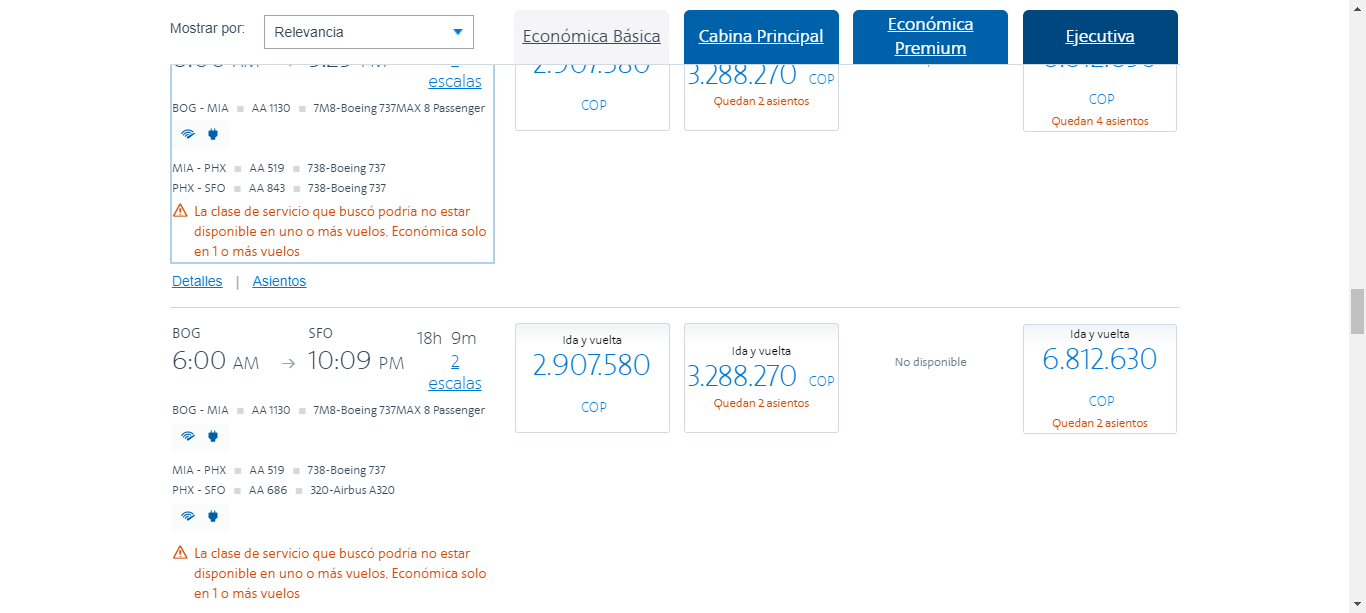 Mostrar por:
Relevancia
Económica Básica
Cabina Principal
Económica
Premium
Ejecutiva
escalas
BOG - MIA AA 1130 7M8-Boeing 737MAX 8 Passenger
MIA - PHX AA 519 738-Boeing 737
PHX - SFO AA 843 738-Boeing 737
La clase de servicio que buscó podría no estar
disponible en uno o más vuelos, Económica solo
en 1 o más vuelos
2.907.580
COP
3.288.270 COP
Quedan 2 asientos
COP
Quedan 4 asientos
Detalles | Asientos
BOG
6:00 AM
SFO
10:09 PM
18h 9m
2
escalas
BOG - MIA AA 1130 7M8-Boeing 737MAX 8 Passenger
MIA - PHX AA 519 738-Boeing 737
PHX - SFO AA 686 320-Airbus A320
La clase de servicio que buscó podría no estar
disponible en uno o más vuelos, Económica solo
en 1 o más vuelos
Ida y vuelta
2.907.580
COP
Ida y vuelta
3.288.270 COP
Quedan 2 asientos
No disponible
Ida y vuelta
6.812.630
COP
Quedan 2 asientos